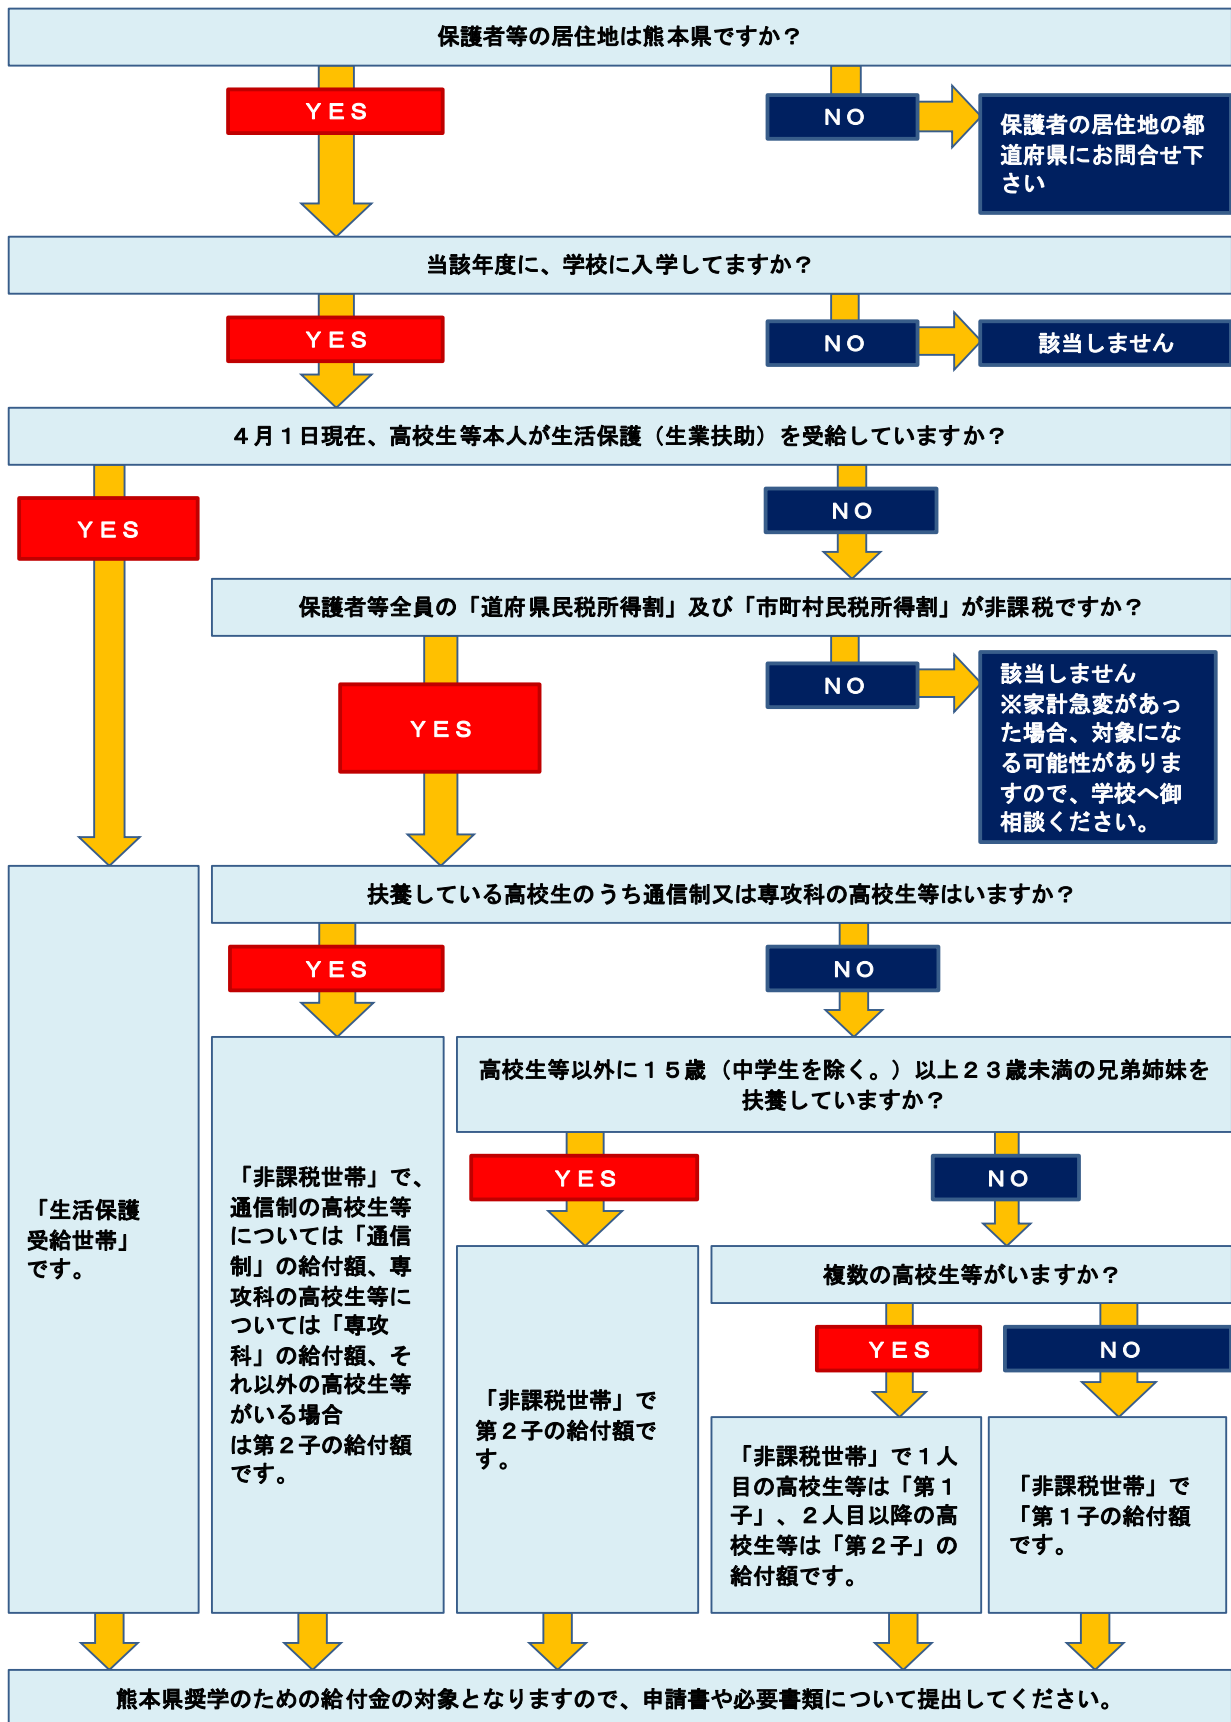 保護者等の居住地は熊本県ですか？
ＹＥＳ
ＮＯ
保護者の居住地の都
道府県にお問合せ下
さい
当該年度に、学校に入学してますか？
ＹＥＳ
ＮＯ
該当しません
４月１日現在、高校生等本人が生活保護（生業扶助）を受給していますか？
ＹＥＳ
ＮＯ
保護者等全員の「道府県民税所得割」及び「市町村民税所得割」が非課税ですか？
ＹＥＳ
ＮＯ
該当しません
※家計急変があっ
た場合、対象にな
る可能性がありま
すので、学校へ御
相談ください。
扶養している高校生のうち通信制又は専攻科の高校生等はいますか？
ＹＥＳ
ＮＯ
高校生等以外に１５歳（中学生を除く。）以上２３歳未満の兄弟姉妹を
扶養していますか？
ＹＥＳ
ＮＯ
「生活保護
受給世帯」
です。
「非課税世帯」で、
通信制の高校生等
については「通信
制」の給付額、専
攻科の高校生等に
ついては「専攻
科」の給付額、そ
れ以外の高校生等
がいる場合
は第２子の給付額
です。
「非課税世帯」で
第２子の給付額で
す。
複数の高校生等がいますか？
ＹＥＳ
ＮＯ
「非課税世帯」で１人
目の高校生等は「第１
子」、２人目以降の高
校生等は「第２子」の
給付額です。
「非課税世帯」で
「第１子の給付額
です。
熊本県奨学のための給付金の対象となりますので、申請書や必要書類について提出してください。